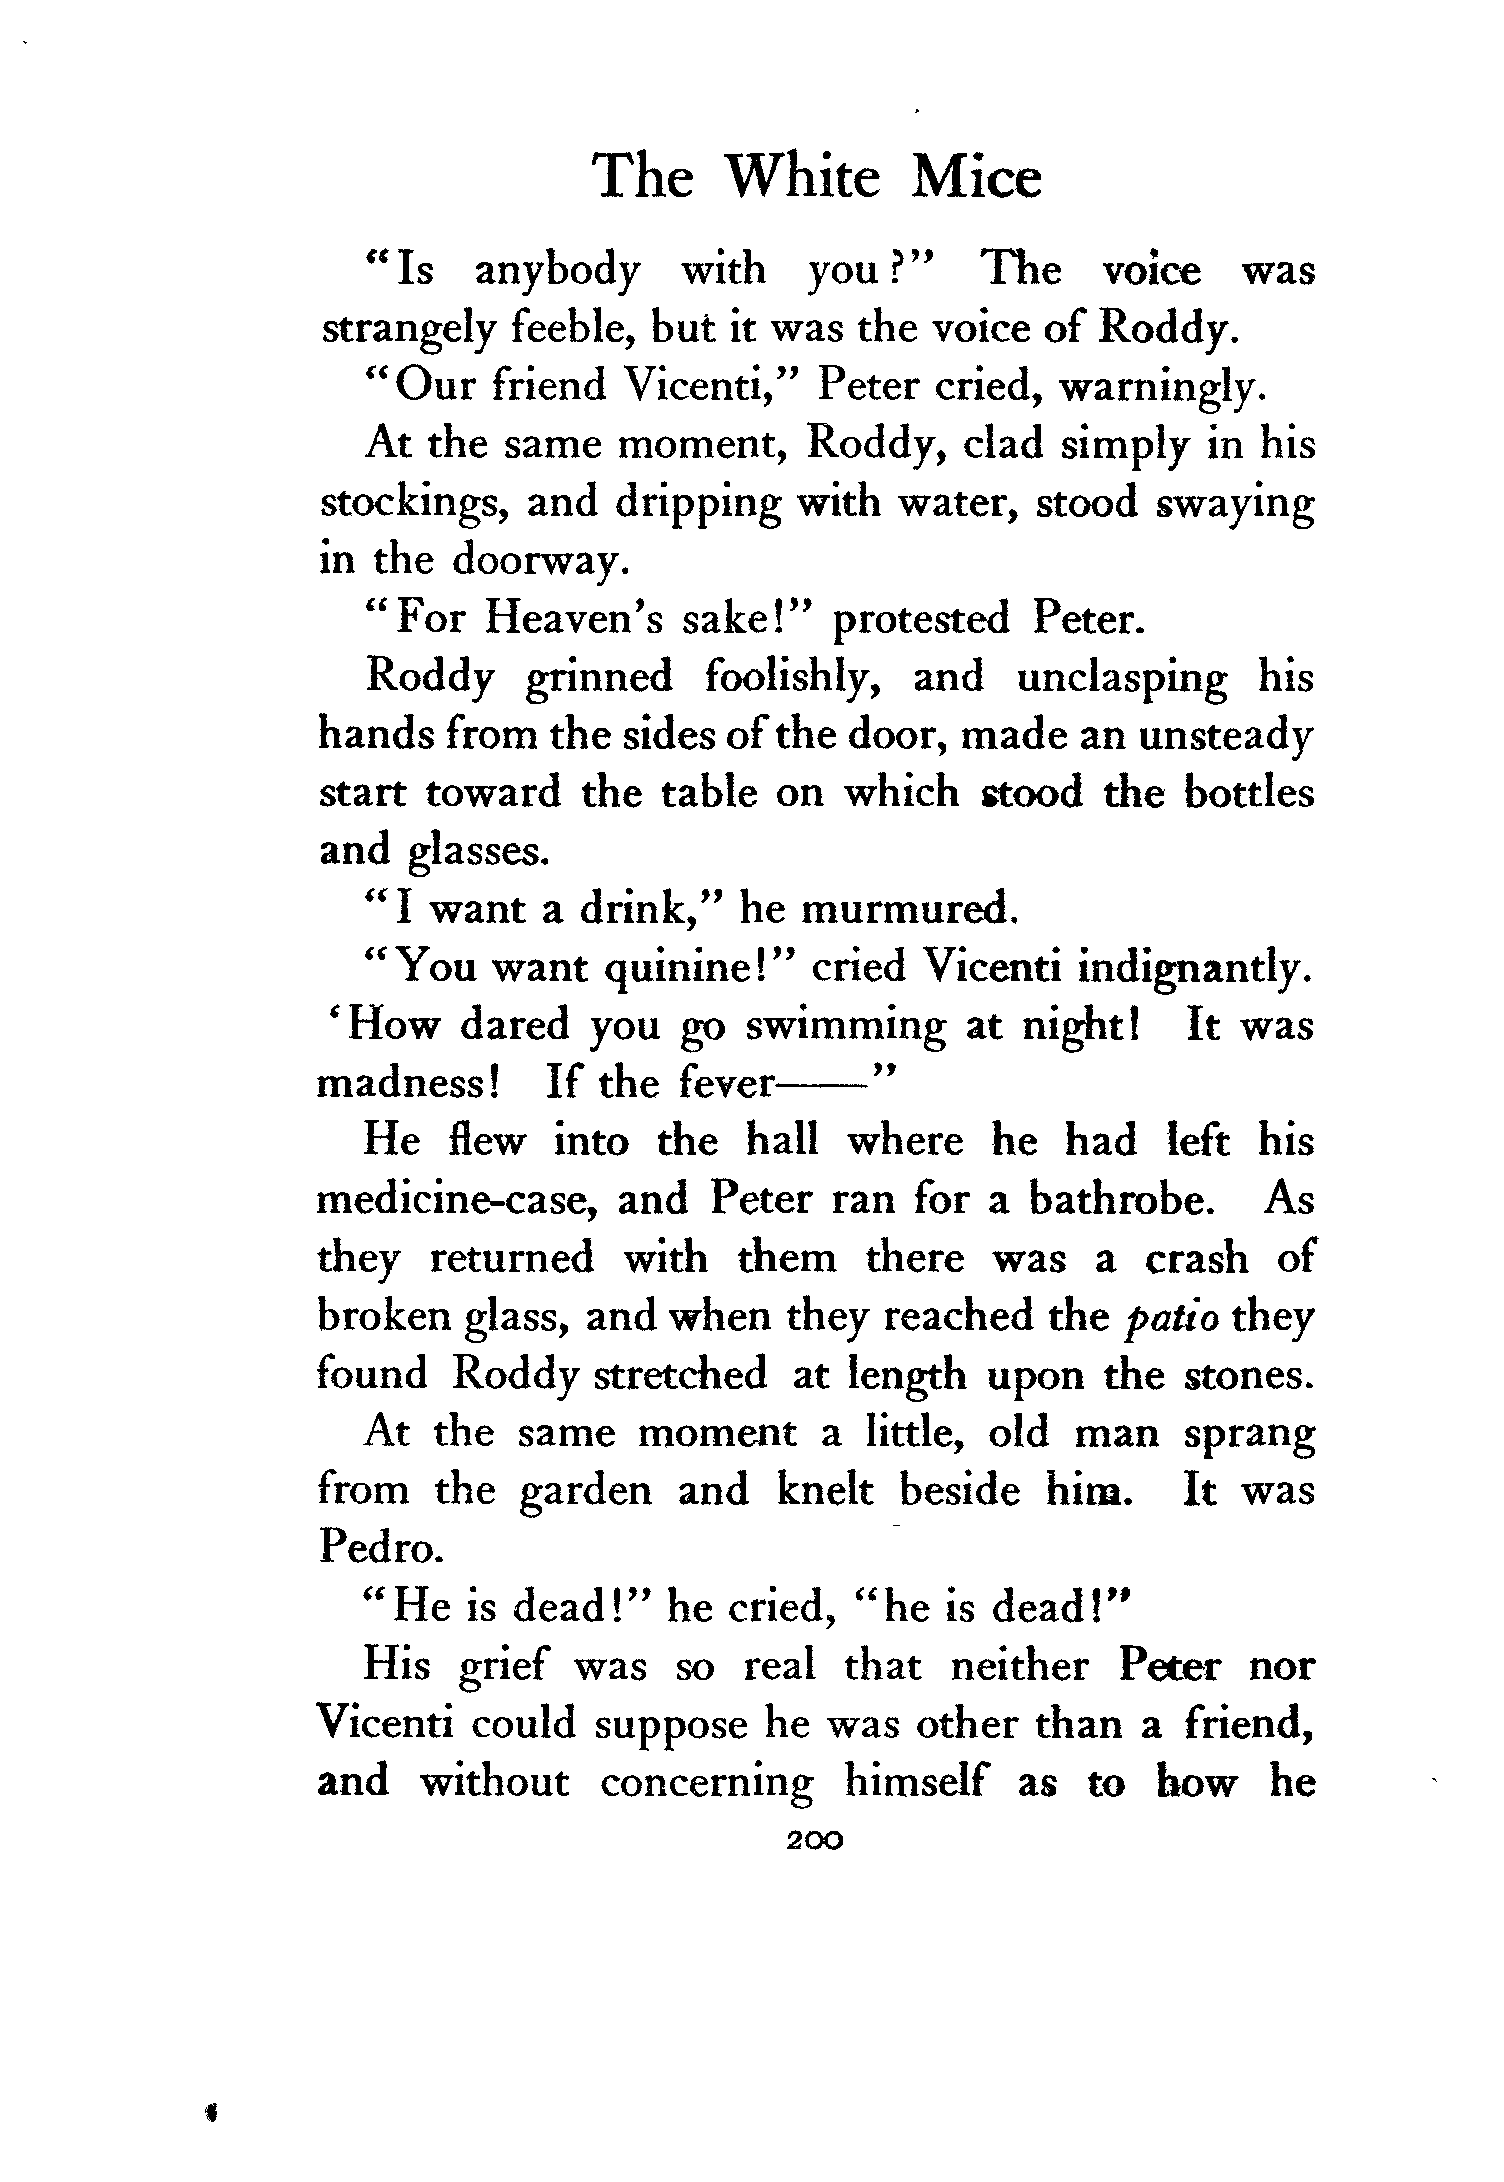 The White Mice
"Is anybody with you?" The voice was
strangely feeble, but it was the voice of Roddy.
"Our friend Vicenti," Peter cried, warningly.
At the same moment, Roddy, clad simply in his
stockings, and dripping with water, stood swaying
in the doorway.
"For Heaven's sake!" protested Peter.
Roddy grinned foolishly, and unclasping his
hands from the sides of the door, made an unsteady
start toward the table on which stood the bottles
and glasses.
"I want a drink," he murmured.
"You want quinine!" cried Vicenti indignantly.
'How dared you go swimming at night! It was
madness! If the fever——"
He flew into the hall where he had left his
medicine-case, and Peter ran for a bathrobe. As
they returned with them there was a crash of
broken glass, and when they reached the patio they
found Roddy stretched at length upon the stones.
At the same moment a little, old man sprang
from the garden and knelt beside him. It was
Pedro.
"He is dead!" he cried, "he is dead!"
His grief was so real that neither Peter nor
Vicenti could suppose he was other than a friend,
and without concerning himself as to how he
200